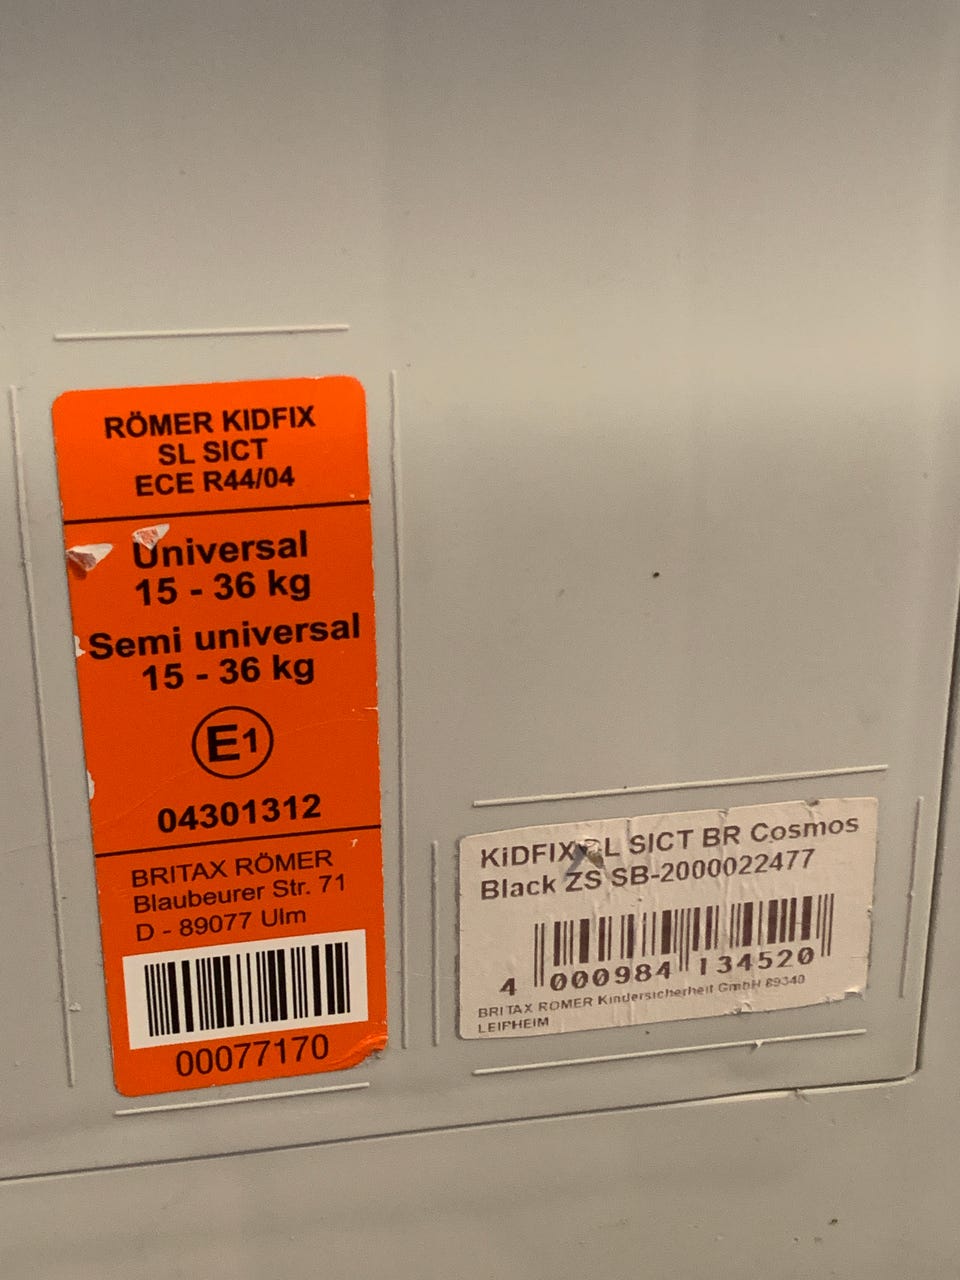 RÖMER KIDFIX
SL SICT
ECE R44/04
Universal
15 - 36 kg
Semi universal
15 - 36 kg
E1
04301312
BRITAX RÖMER
Blaubeurer Str. 71
D - 89077 Ulm
00077170
KiDFIX SL SICT BR Cosmos
Black ZS SB-2000022477
4 000984 134520
BRITAX RÖMER Kindersicherheit GmbH 89340
LEIPHEIM